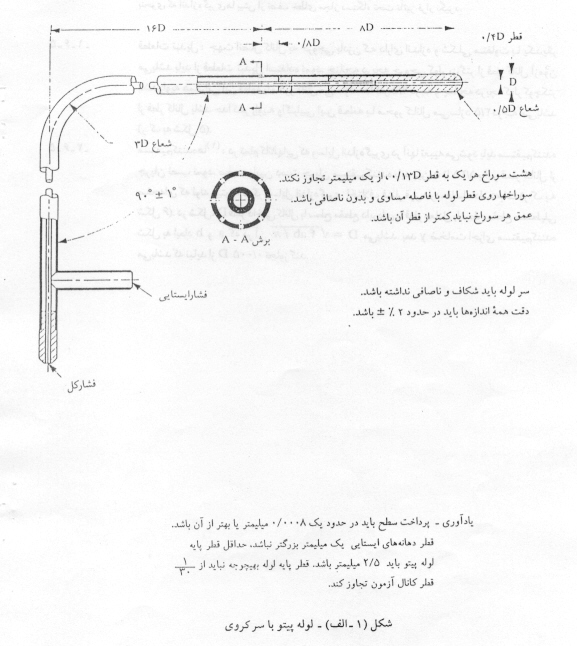 ۱۶D
۸D
قطر ۰/۴D
۰/۸D
۸
D
۸
شعاع ۰/۵D
شعاع ۳D
هشت سوراخ هر یک به قطر ۰/۱۳D، از یک میلیمتر تجاوز نکند.
سوراخها روی قطر لوله با فاصله مساوی و بدون ناصافی باشد.
عمق هر سوراخ نباید کمتر از قطر آن باشد.
۹۰° ± ۱°
برش ۸ - ۸
فشارایستایی
سر لوله باید شکاف و ناصافی نداشته باشد.
دقت همهٔ اندازه‌ها باید در حدود ۲ ٪ ± باشد.
فشارکل
یادآوری - پرداخت سطح باید در حدود یک ۰/۰۰۰۸ میلیمتر یا بهتر از آن باشد.
قطر دهانه‌های ایستایی یک میلیمتر بزرگتر نباشد. حداقل قطر پایه
لوله پیتو باید ۲/۵ میلیمتر باشد. قطر پایه لوله بهیچوجه نباید از ۱/۳۰
قطر کانال آزمون تجاوز کند.
شکل (۱ - الف) - لوله پیتو با سر کروی